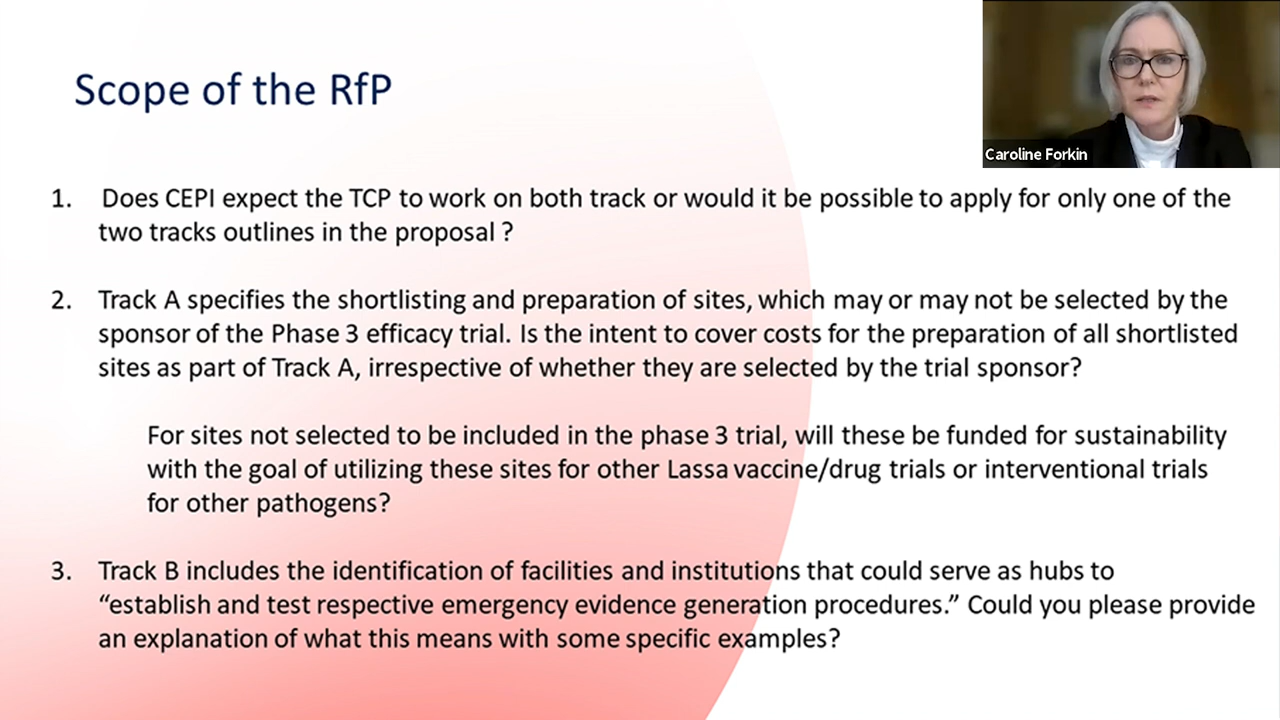 Scope of the RfP
Caroline Forkin
1. Does CEPI expect the TCP to work on both track or would it be possible to apply for only one of the
two tracks outlines in the proposal ?
2. Track A specifies the shortlisting and preparation of sites, which may or may not be selected by the
sponsor of the Phase 3 efficacy trial. Is the intent to cover costs for the preparation of all shortlisted
sites as part of Track A, irrespective of whether they are selected by the trial sponsor?
For sites not selected to be included in the phase 3 trial, will these be funded for sustainability
with the goal of utilizing these sites for other Lassa vaccine/drug trials or interventional trials
for other pathogens?
3. Track B includes the identification of facilities and institutions that could serve as hubs to
“establish and test respective emergency evidence generation procedures.” Could you please provide
an explanation of what this means with some specific examples?